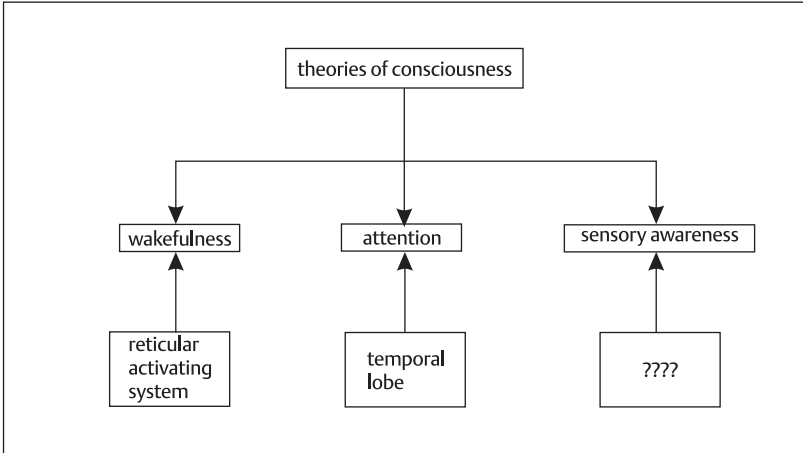 theories of consciousness
wakefulness
attention
sensory awareness
reticular
activating
system
temporal
lobe
????